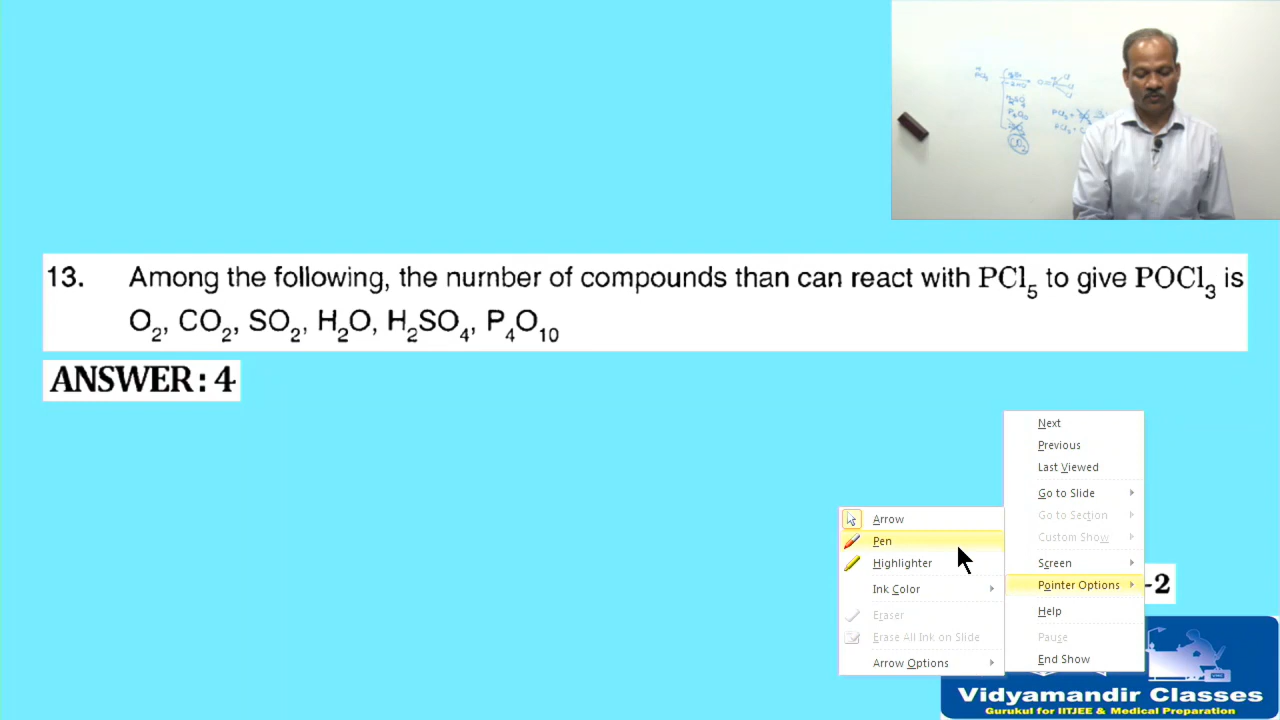 13. Among the following, the nurnber of compounds than can react with PCl₅ to give POCl₃ is
O₂, CO₂, SO₂, H₂O, H₂SO₄, P₄O₁₀
ANSWER : 4
Next
Previous
Last Viewed
Go to Slide
Go to Section
Custom Show
Screen
Pointer Options
Help
Pause
End Show
Arrow
Pen
Highlighter
Ink Color
Eraser
Erase All Ink on Slide
Arrow Options
-2
Vidyamandir Classes
Gurukul for IITJEE & Medical Preparation